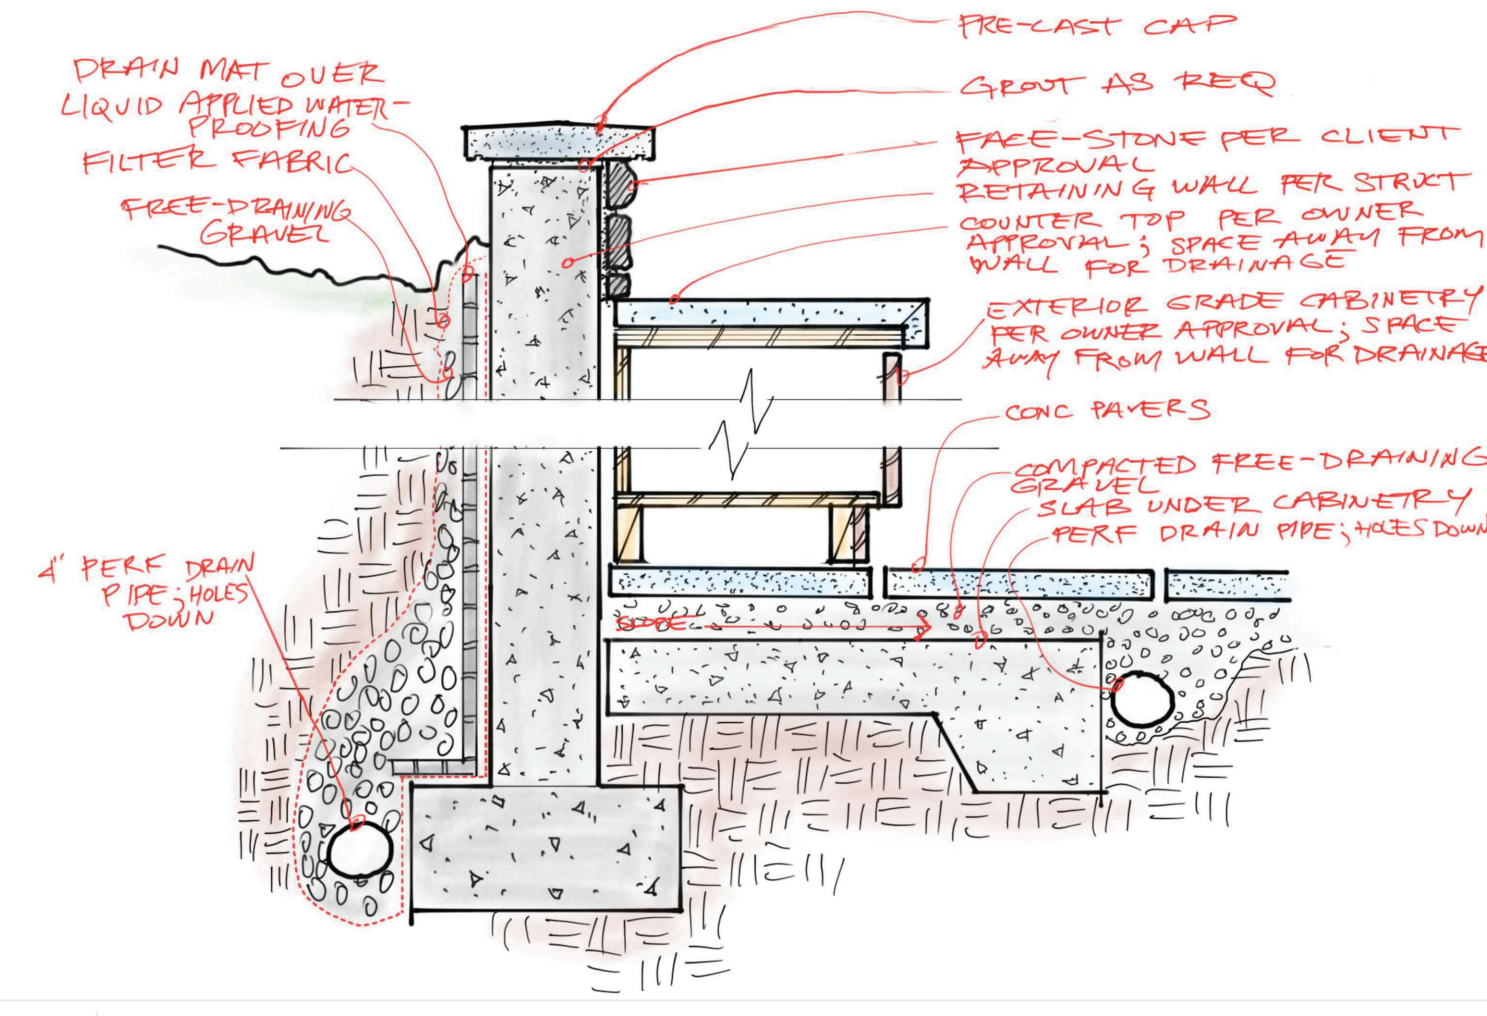 PRE-CAST CAP
GROUT AS REQ
FACE-STONE PER CLIENT
APPROVAL
RETAINING WALL PER STRUCT
COUNTER TOP PER OWNER
APPROVAL; SPACE AWAY FROM
WALL FOR DRAINAGE
EXTERIOR GRADE CABINETRY
PER OWNER APPROVAL; SPACE
AWAY FROM WALL FOR DRAINAGE
CONC PAVERS
COMPACTED FREE-DRAINING
GRAVEL
SLAB UNDER CABINETRY
PERF DRAIN PIPE; HOLES DOWN
DRAIN MAT OVER
LIQUID APPLIED WATER-
PROOFING
FILTER FABRIC
FREE-DRAINING
GRAVEL
4" PERF DRAIN
PIPE; HOLES
DOWN
SLOPE